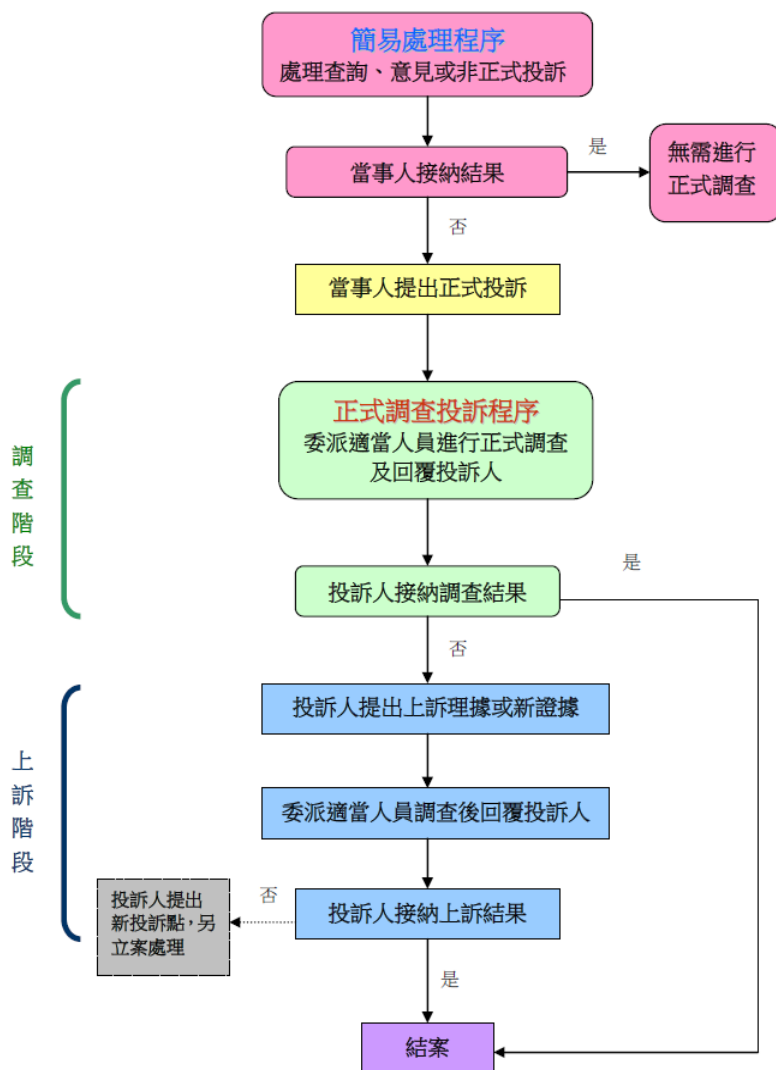 簡易處理程序
處理查詢、意見或非正式投訴
當事人接納結果
是
無需進行
正式調查
否
當事人提出正式投訴
調查階段
正式調查投訴程序
委派適當人員進行正式調查
及回覆投訴人
投訴人接納調查結果
是
否
上訴階段
投訴人提出上訴理據或新證據
委派適當人員調查後回覆投訴人
投訴人接納上訴結果
否
投訴人提出
新投訴點，另
立案處理
是
結案